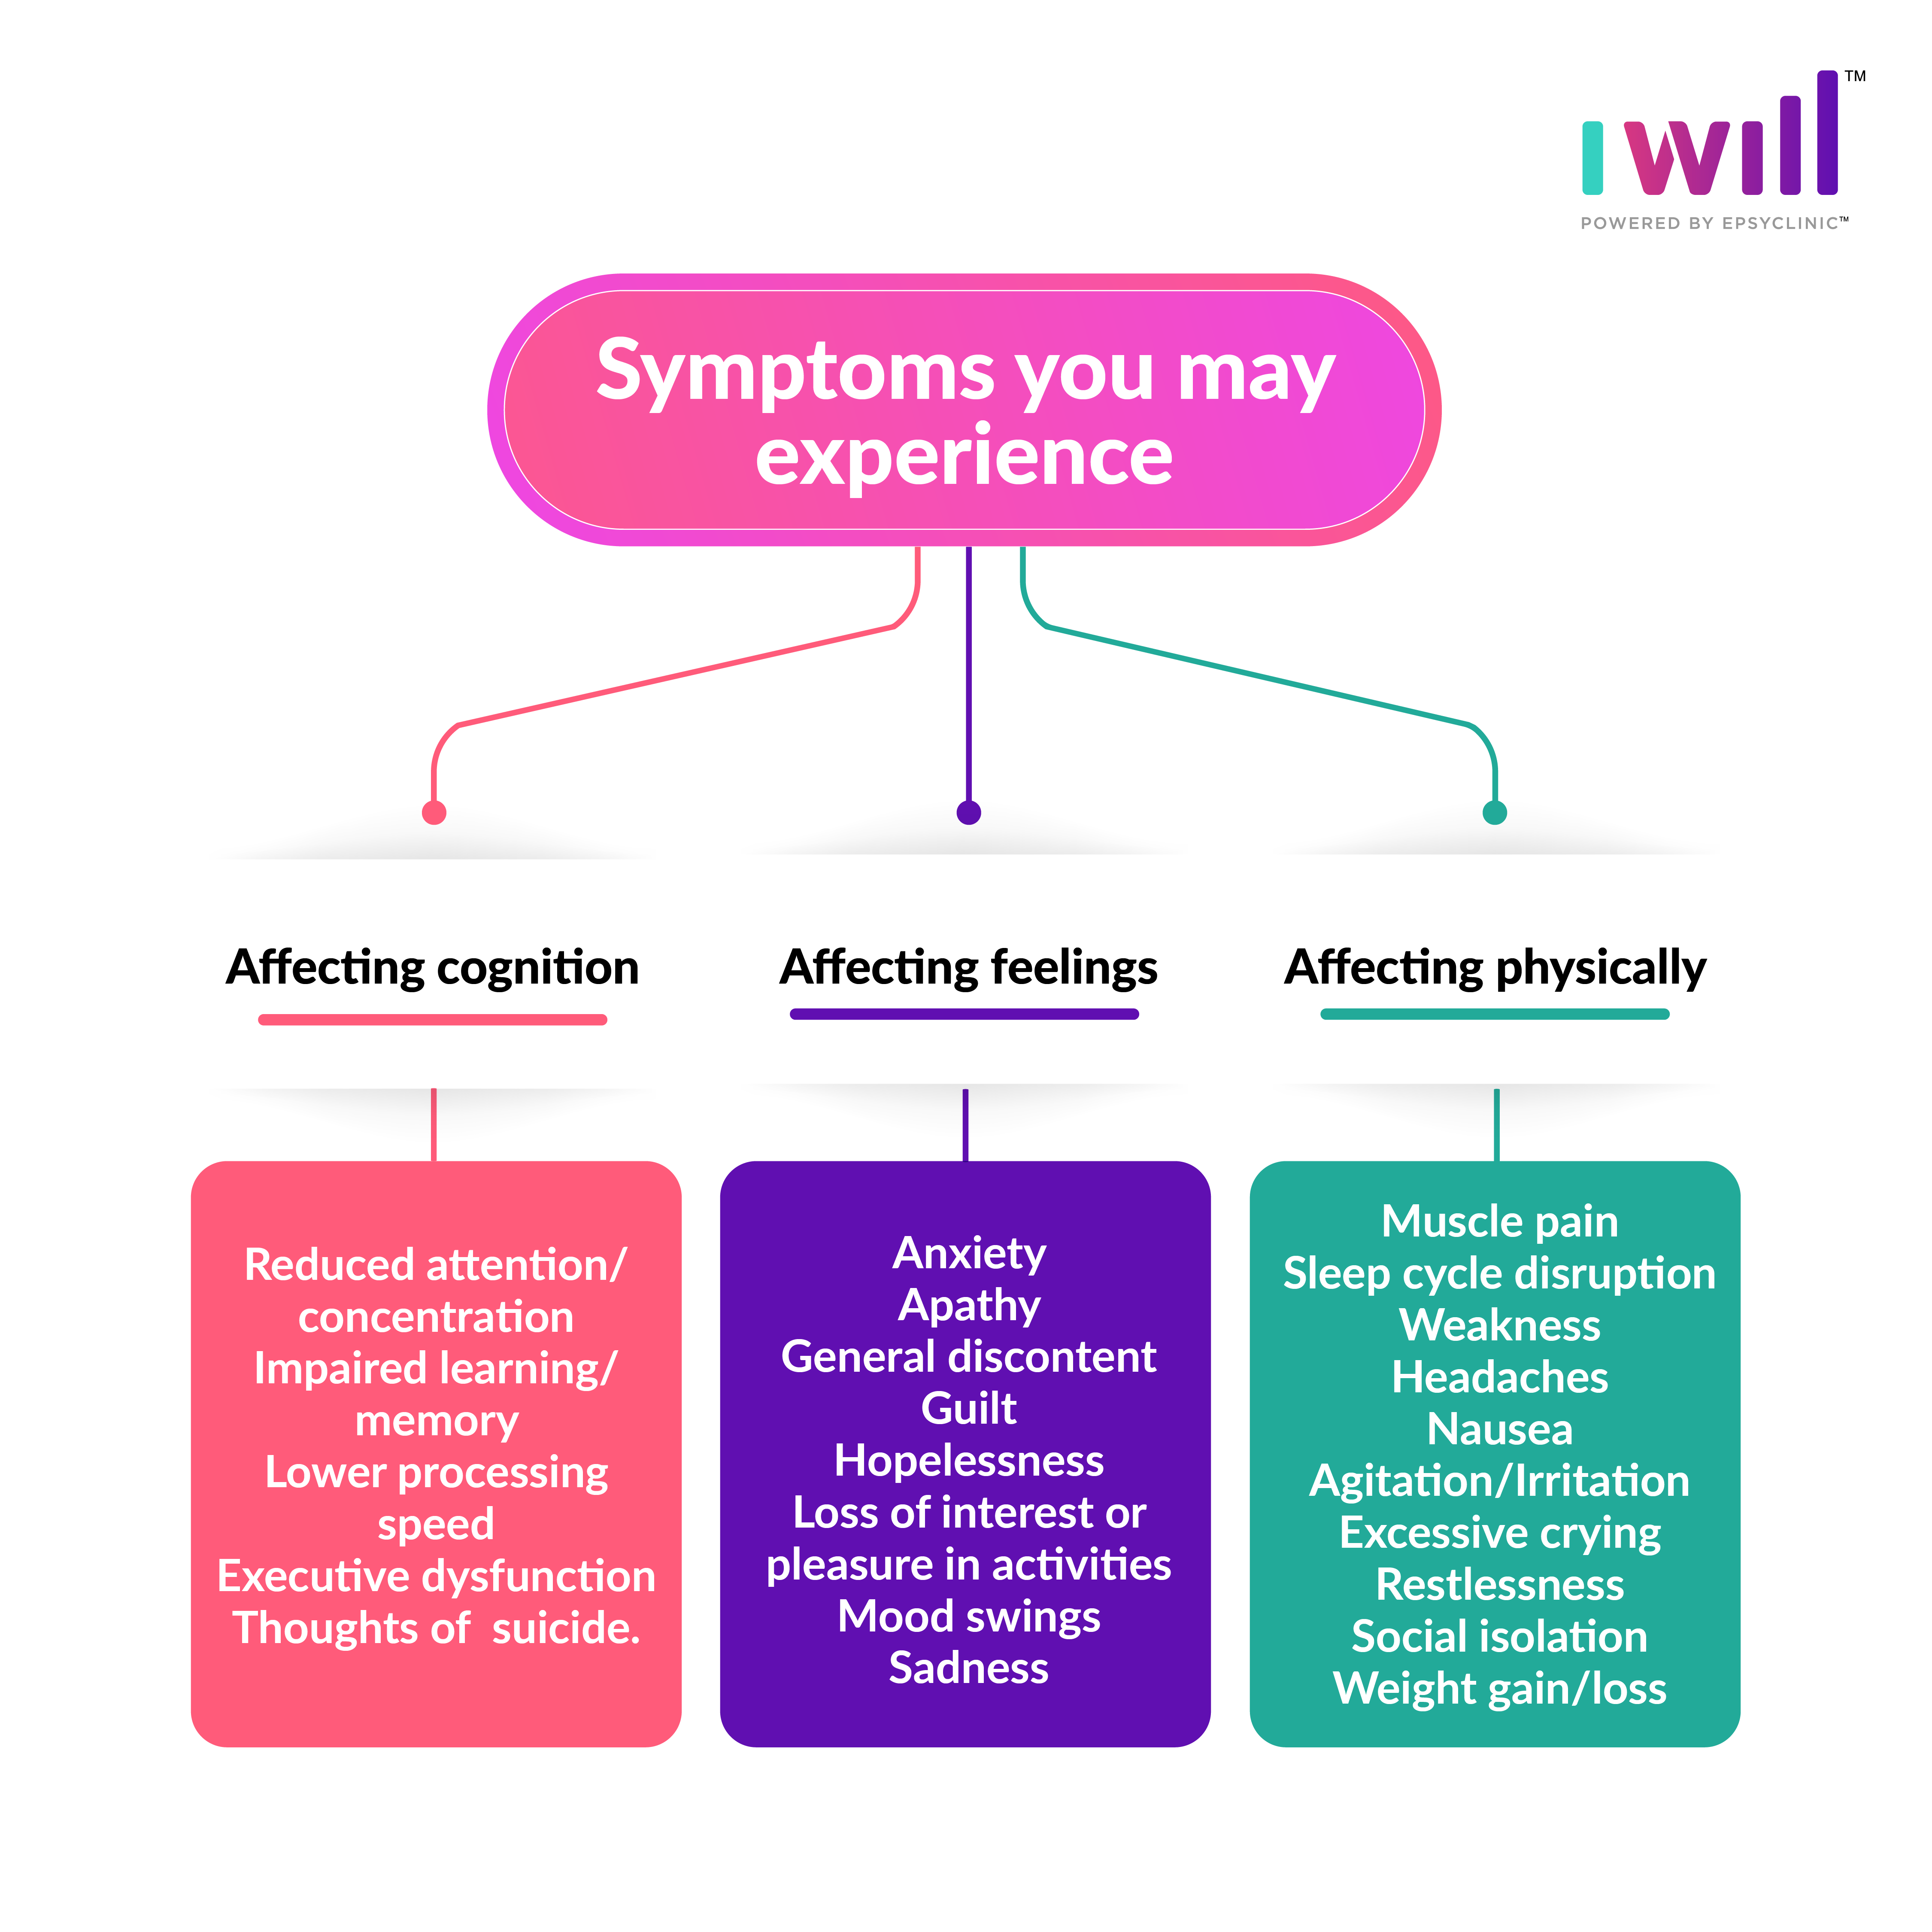 i will™
POWERED BY EPSYCLINIC™
Symptoms you may
experience
Affecting cognition
Affecting feelings
Affecting physically
Reduced attention/
concentration
Impaired learning/
memory
Lower processing
speed
Executive dysfunction
Thoughts of  suicide.
Anxiety
Apathy
General discontent
Guilt
Hopelessness
Loss of interest or
pleasure in activities
Mood swings
Sadness
Muscle pain
Sleep cycle disruption
Weakness
Headaches
Nausea
Agitation/Irritation
Excessive crying
Restlessness
Social isolation
Weight gain/loss